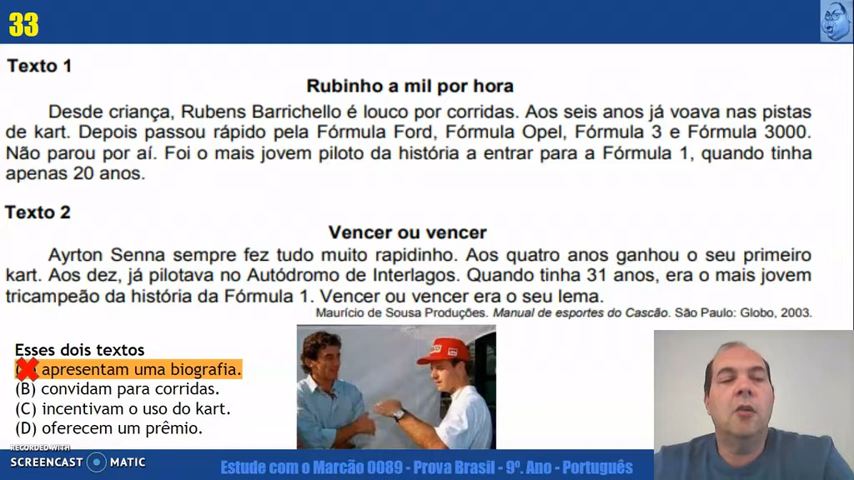 33
Texto 1
Rubinho a mil por hora
Desde criança, Rubens Barrichello é louco por corridas. Aos seis anos já voava nas pistas
de kart. Depois passou rápido pela Fórmula Ford, Fórmula Opel, Fórmula 3 e Fórmula 3000.
Não parou por aí. Foi o mais jovem piloto da história a entrar para a Fórmula 1, quando tinha
apenas 20 anos.
Texto 2
Vencer ou vencer
Ayrton Senna sempre fez tudo muito rapidinho. Aos quatro anos ganhou o seu primeiro
kart. Aos dez, já pilotava no Autódromo de Interlagos. Quando tinha 31 anos, era o mais jovem
tricampeão da história da Fórmula 1. Vencer ou vencer era o seu lema.
Maurício de Sousa Produções. Manual de esportes do Cascão. São Paulo: Globo, 2003.
Esses dois textos
apresentam uma biografia.
(B) convidam para corridas.
(C) incentivam o uso do kart.
(D) oferecem um prêmio.
RECORDED WITH
SCREENCAST MATIC
Estude com o Marcão 0089 - Prova Brasil - 9º. Ano - Português